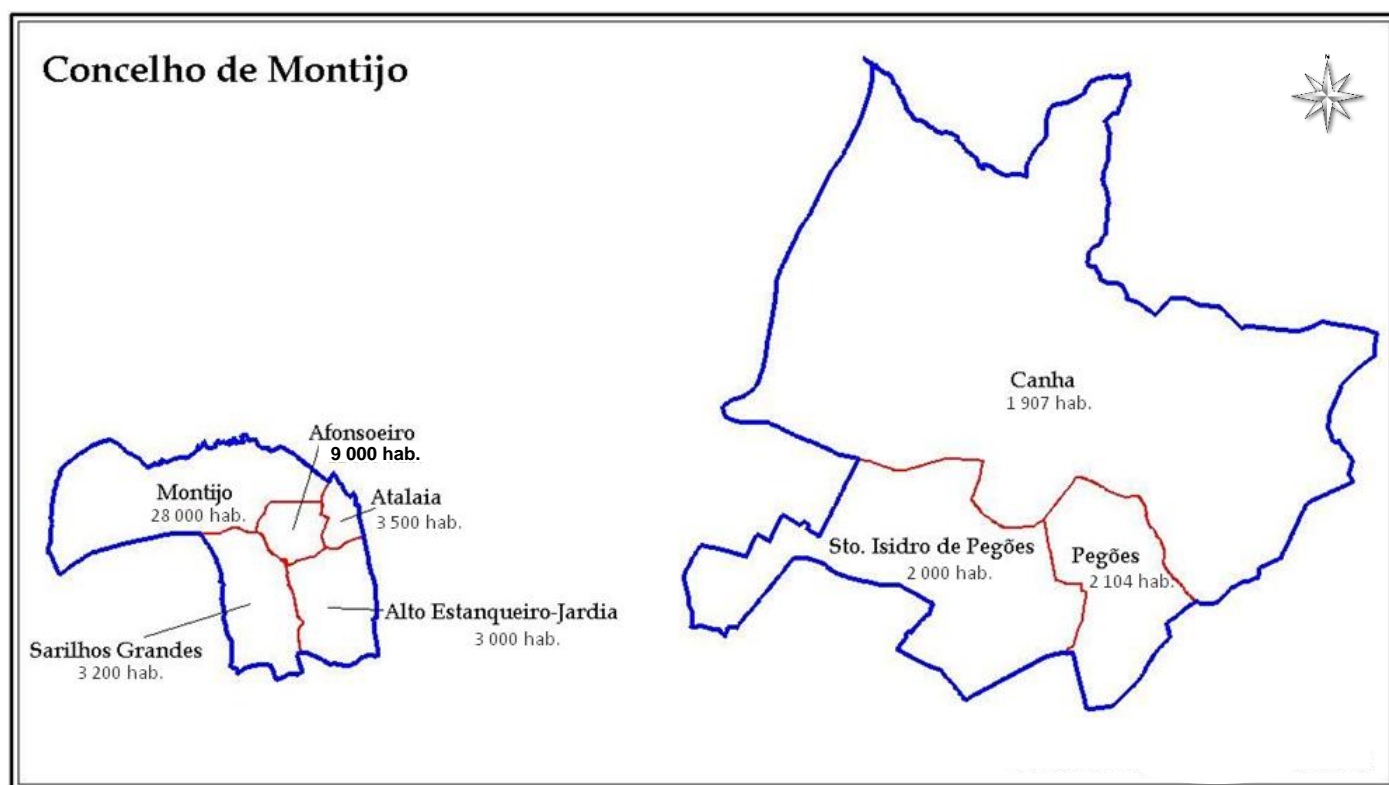 Concelho de Montijo
N
Canha
1 907 hab.
Afonsoeiro
9 000 hab.
Montijo
28 000 hab.
Atalaia
3 500 hab.
Sto. Isidro de Pegões
2 000 hab.
Pegões
2 104 hab.
Alto Estanqueiro-Jardia
3 000 hab.
Sarilhos Grandes
3 200 hab.